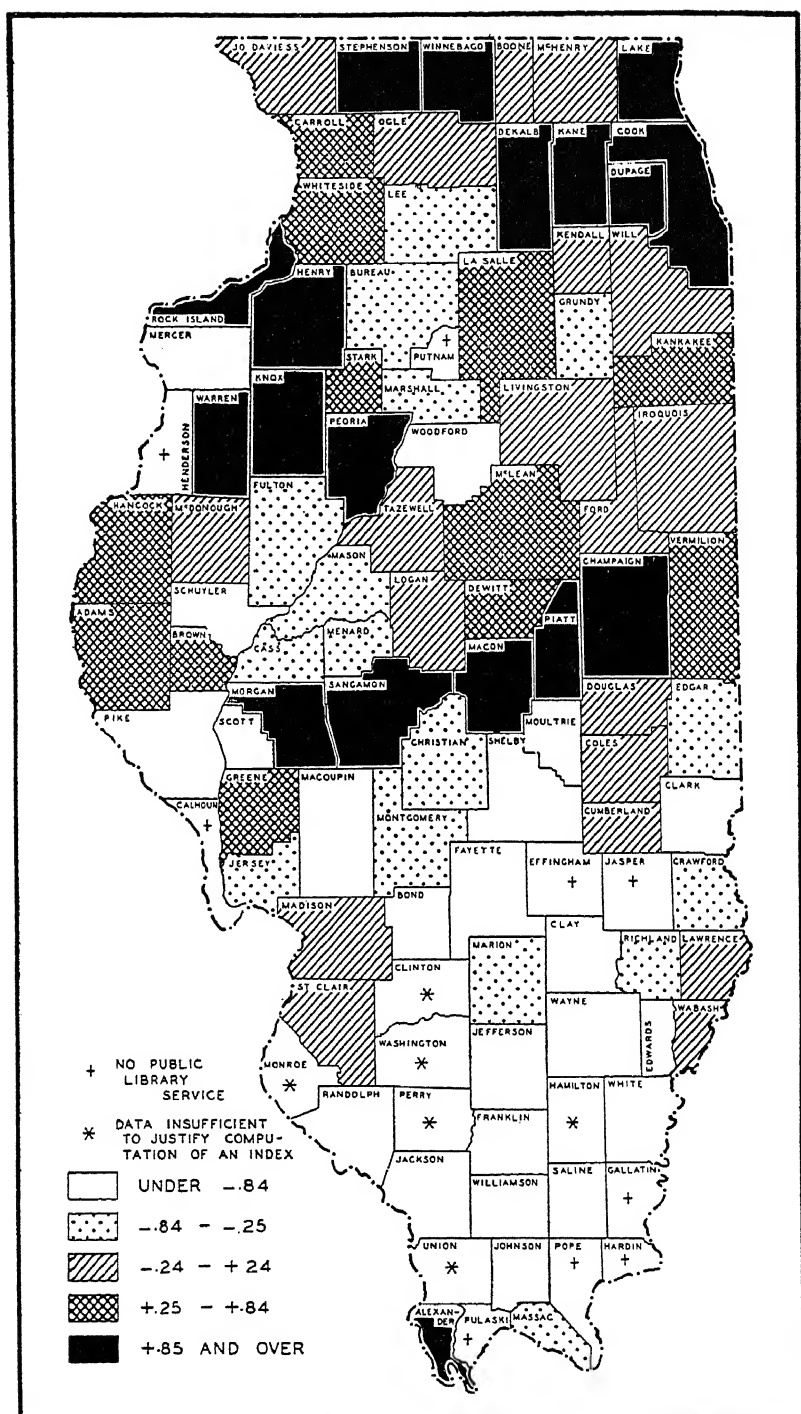 JO DAVIESS
STEPHENSON
WINNEBAGO
BOONE
McHENRY
LAKE
CARROLL
OGLE
DEKALB
KANE
COOK
DUPAGE
WHITESIDE
LEE
KENDALL
WILL
ROCK ISLAND
HENRY
BUREAU
LA SALLE
GRUNDY
MERCER
PUTNAM
KANKAKEE
STARK
KNOX
WARREN
HENDERSON
MARSHALL
LIVINGSTON
IROQUOIS
PEORIA
WOODFORD
FULTON
McLEAN
HANCOCK
McDONOUGH
TAZEWELL
FORD
VERMILION
MASON
LOGAN
CHAMPAIGN
SCHUYLER
DEWITT
ADAMS
BROWN
CASS
MENARD
PIATT
MACON
MORGAN
SANGAMON
DOUGLAS
EDGAR
PIKE
SCOTT
MOULTRIE
CHRISTIAN
SHELBY
COLES
GREENE
MACOUPIN
CLARK
CALHOUN
MONTGOMERY
CUMBERLAND
FAYETTE
EFFINGHAM
JASPER
CRAWFORD
JERSEY
MADISON
BOND
CLAY
MARION
RICHLAND
LAWRENCE
CLINTON
ST CLAIR
WAYNE
WABASH
EDWARDS
WASHINGTON
JEFFERSON
MONROE
RANDOLPH
PERRY
HAMILTON
WHITE
FRANKLIN
JACKSON
WILLIAMSON
SALINE
GALLATIN
UNION
JOHNSON
POPE
HARDIN
ALEXAN-
DER
PULASKI
MASSAC
+ NO PUBLIC
LIBRARY
SERVICE
* DATA INSUFFICIENT
TO JUSTIFY COMPU-
TATION OF AN INDEX
UNDER -.84
-.84 - -.25
-.24 - +24
+.25 - +.84
+.85 AND OVER